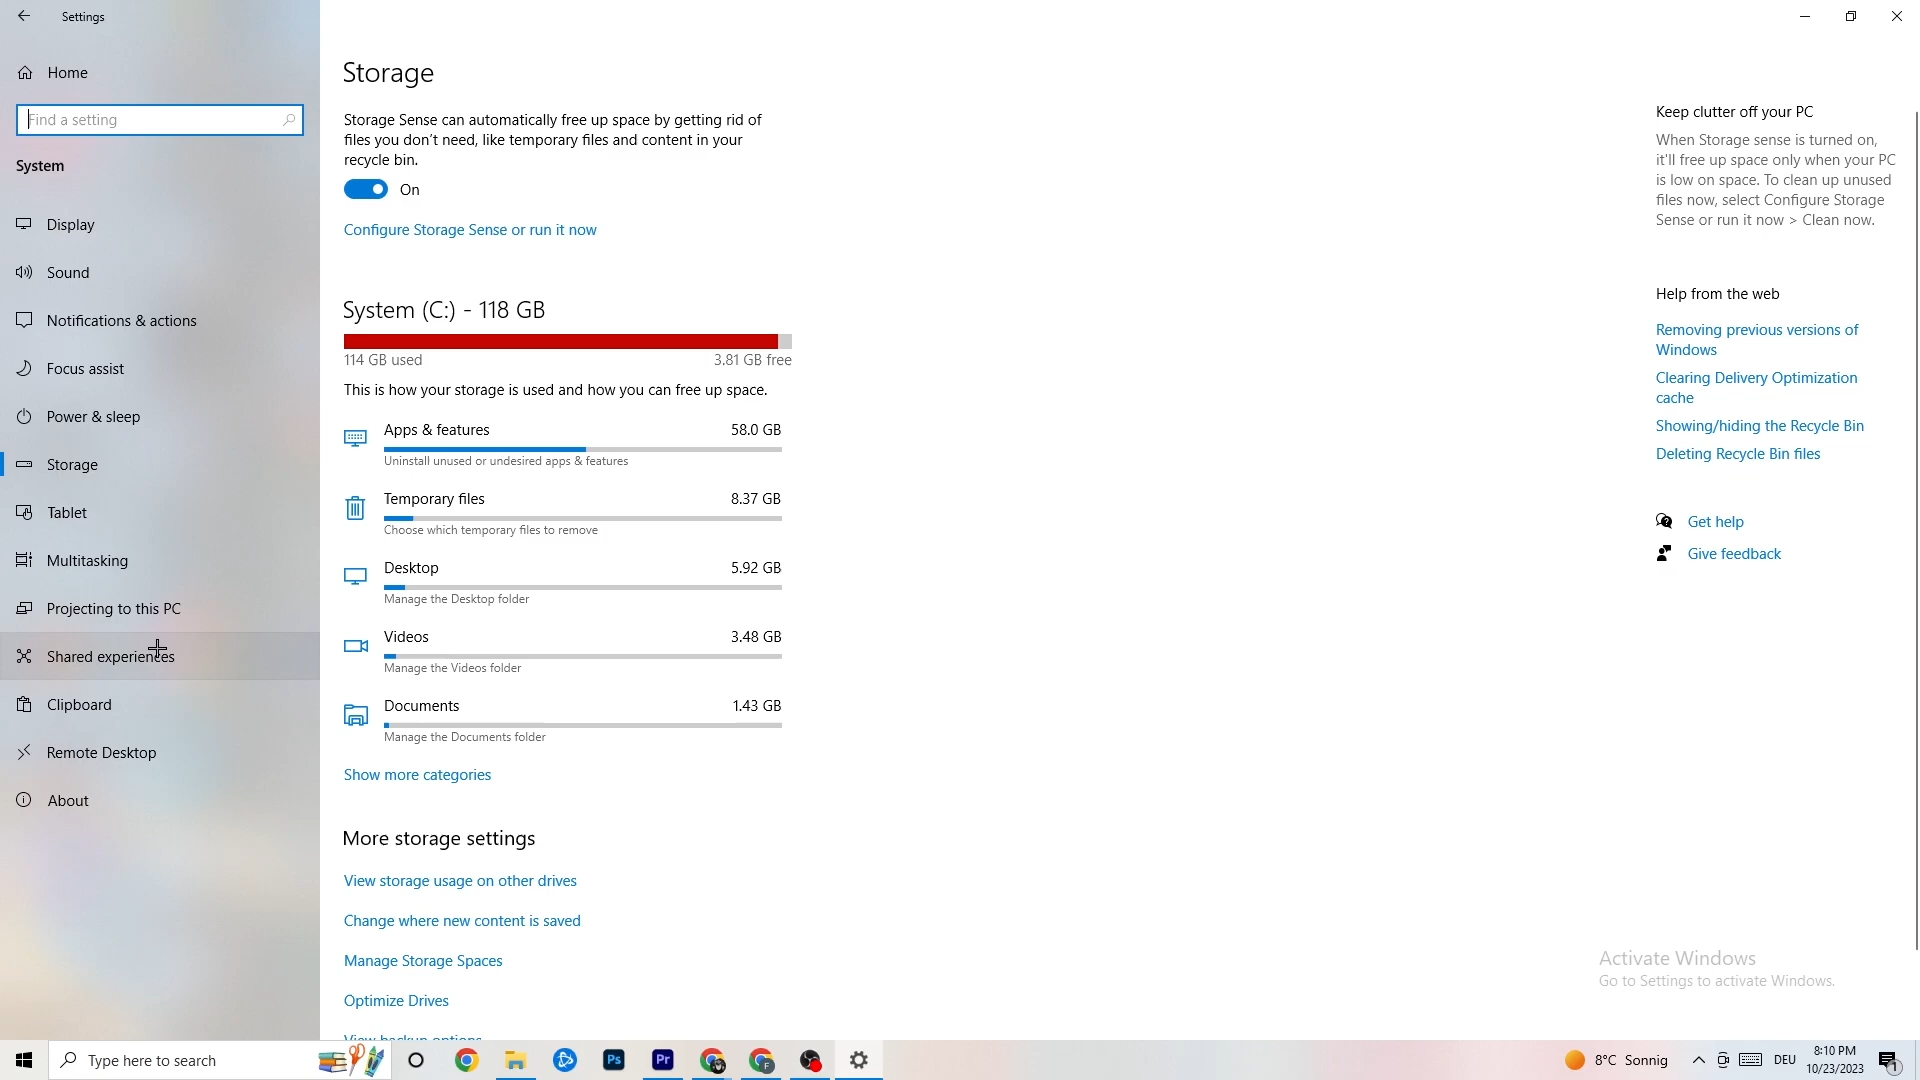 Settings
Home
Find a setting
System
Display
Sound
Notifications & actions
Focus assist
Power & sleep
Storage
Tablet
Multitasking
Projecting to this PC
Shared experiences
Clipboard
Remote Desktop
About
Storage
Storage Sense can automatically free up space by getting rid of
files you don't need, like temporary files and content in your
recycle bin.
On
Configure Storage Sense or run it now
System (C:) - 118 GB
114 GB used
3.81 GB free
This is how your storage is used and how you can free up space.
Apps & features 58.0 GB
Uninstall unused or undesired apps & features
Temporary files 8.37 GB
Choose which temporary files to remove
Desktop 5.92 GB
Manage the Desktop folder
Videos 3.48 GB
Manage the Videos folder
Documents 1.43 GB
Manage the Documents folder
Show more categories
More storage settings
View storage usage on other drives
Change where new content is saved
Manage Storage Spaces
Optimize Drives
View backup options
Keep clutter off your PC
When Storage sense is turned on,
it'll free up space only when your PC
is low on space. To clean up unused
files now, select Configure Storage
Sense or run it now > Clean now.
Help from the web
Removing previous versions of
Windows
Clearing Delivery Optimization
cache
Showing/hiding the Recycle Bin
Deleting Recycle Bin files
Get help
Give feedback
Activate Windows
Go to Settings to activate Windows.
Type here to search
Ps
Pr
F
8°C Sonnig
DEU
8:10 PM
10/23/2023
1